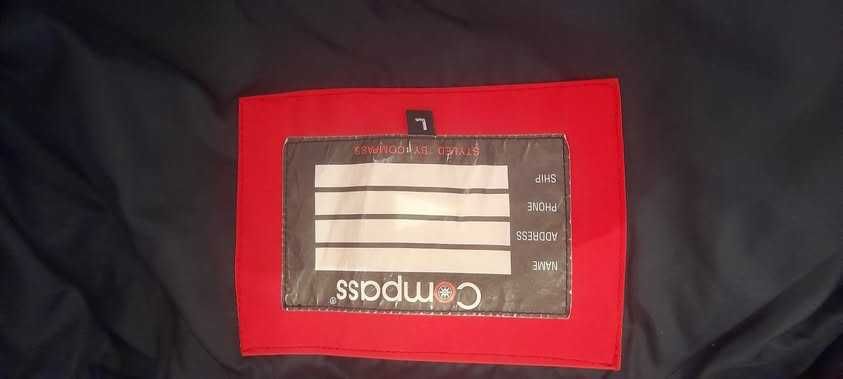 Compass®
NAME
ADDRESS
PHONE
SHIP
STYLED BY COMPASS
L